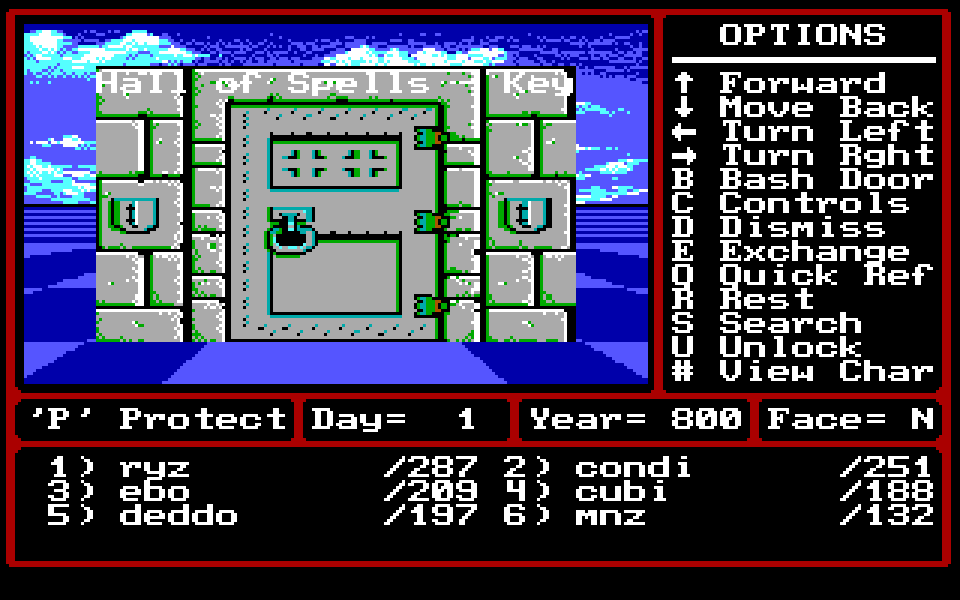 Hall of Spells - Key
OPTIONS
↑ Forward
↓ Move Back
← Turn Left
→ Turn Rght
B Bash Door
C Controls
D Dismiss
E Exchange
Q Quick Ref
R Rest
S Search
U Unlock
# View Char
'P' Protect Day= 1 Year= 800 Face= N
1) ryz /287 2) condi /251
3) ebo /209 4) cubi /188
5) deddo /197 6) mnz /132